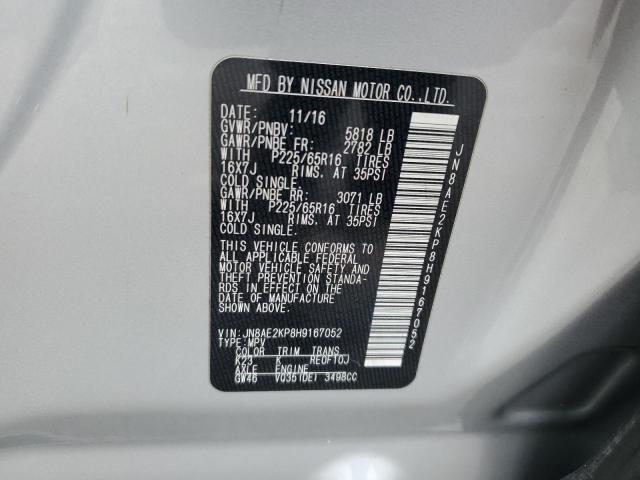 MFD BY NISSAN MOTOR CO.,LTD.
DATE: 11/16
GVWR/PNBV: 5818 LB
GAWR/PNBE FR: 2782 LB
WITH P225/65R16 TIRES
16X7J RIMS. AT 35PSI
COLD SINGLE.
GAWR/PNBE RR: 3071 LB
WITH P225/65R16 TIRES
16X7J RIMS. AT 35PSI
COLD SINGLE.
THIS VEHICLE CONFORMS TO
ALL APPLICABLE FEDERAL
MOTOR VEHICLE SAFETY AND
THEFT PREVENTION STANDA-
RDS IN EFFECT ON THE
DATE OF MANUFACTURE
SHOWN ABOVE.
VIN: JN8AE2KP8H9167052
TYPE: MPV
COLOR TRIM TRANS
K23 K RE0F10J
AXLE ENGINE
GW46 VQ35(DE) 3498CC
JN8AE2KP8H9167052